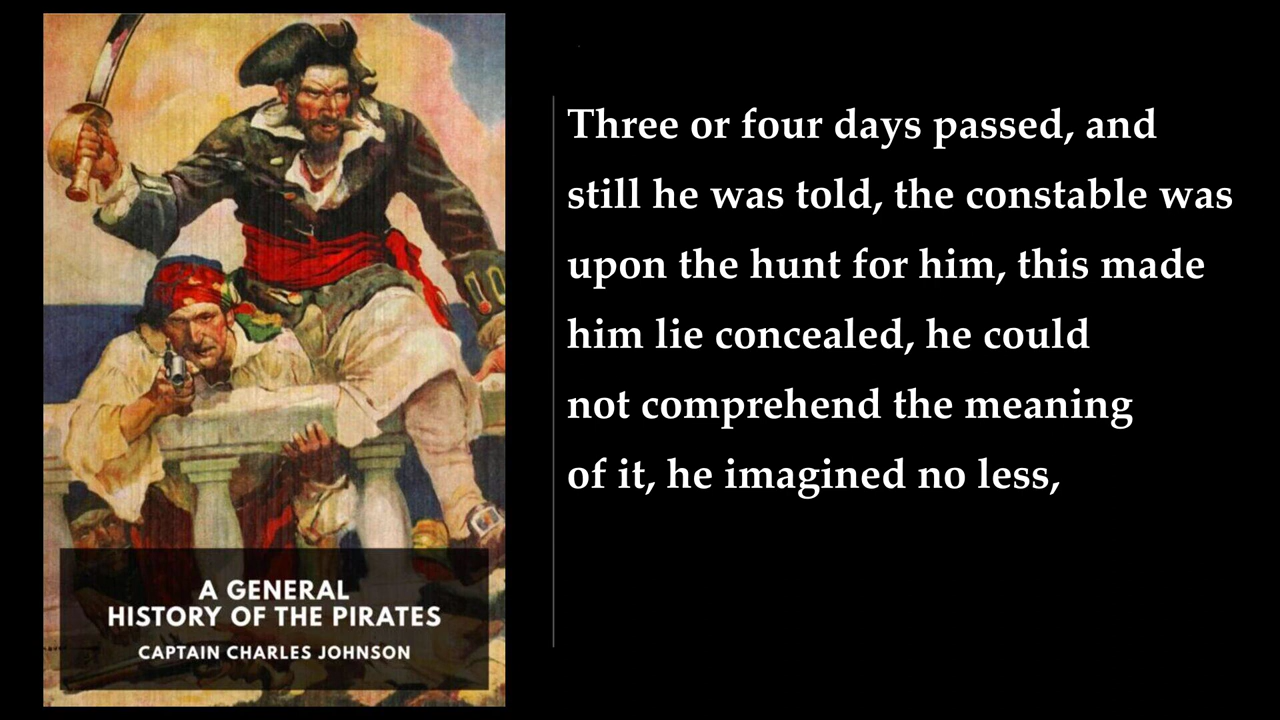 Three or four days passed, and
still he was told, the constable was
upon the hunt for him, this made
him lie concealed, he could
not comprehend the meaning
of it, he imagined no less,
A GENERAL
HISTORY OF THE PIRATES
CAPTAIN CHARLES JOHNSON